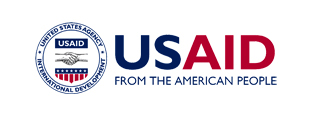 UNITED STATES AGENCY
USAID
INTERNATIONAL DEVELOPMENT
USAID
FROM THE AMERICAN PEOPLE